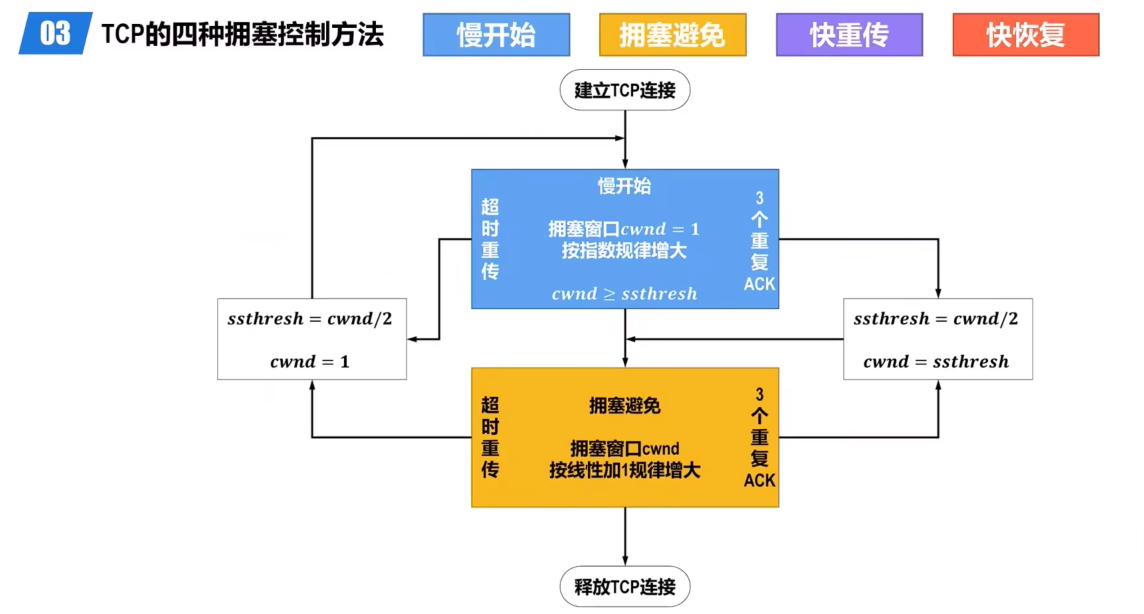 03
TCP的四种拥塞控制方法
慢开始
拥塞避免
快重传
快恢复
建立TCP连接
慢开始
超时重传
拥塞窗口cwnd = 1
按指数规律增大
cwnd ≥ ssthresh
3个重复ACK
ssthresh = cwnd/2
cwnd = 1
ssthresh = cwnd/2
cwnd = ssthresh
超时重传
拥塞避免
拥塞窗口cwnd
按线性加1规律增大
3个重复ACK
释放TCP连接